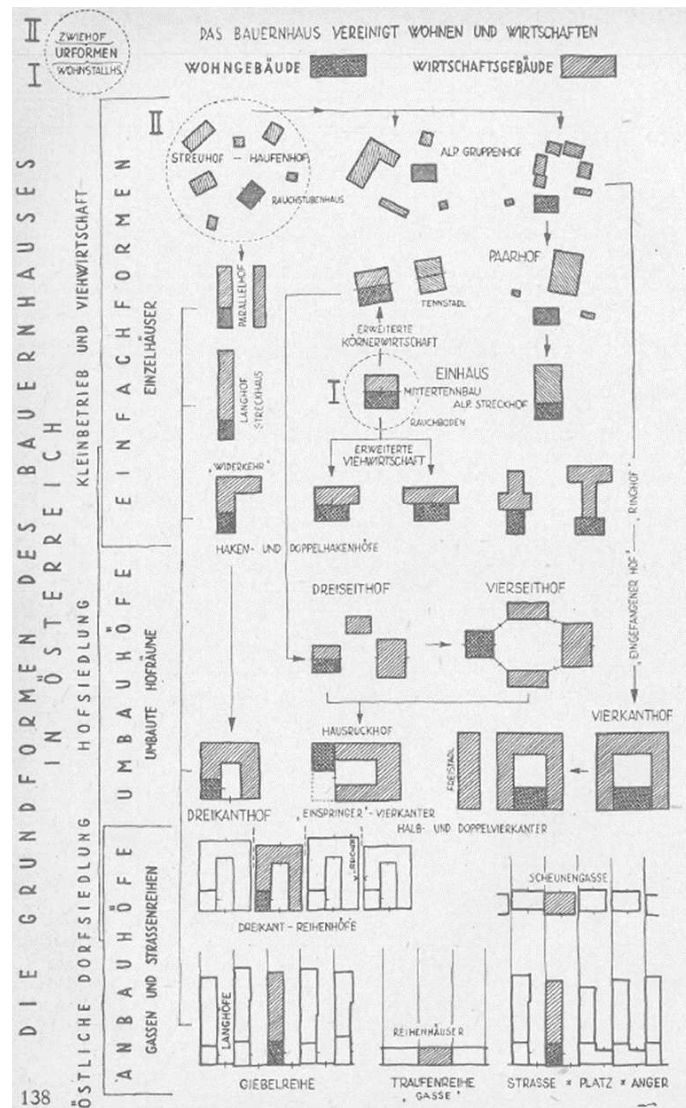 II
ZWIEHOF
URFORMEN
WOHNSTALLHS.
I
DAS BAUERNHAUS VEREINIGT WOHNEN UND WIRTSCHAFTEN
WOHNGEBÄUDE
WIRTSCHAFTSGEBÄUDE
DIE GRUNDFORMEN DES BAUERNHAUSES
IN ÖSTERREICH
KLEINBETRIEB UND VIEHWIRTSCHAFT
HOFSIEDLUNG
ÖSTLICHE DORFSIEDLUNG
EINFACHFORMEN
EINZELHÄUSER
UMBAUHÖFE
UMBAUTE HOFRÄUME
ANBAUHÖFE
GASSEN UND STRASSENREIHEN
II
STREUHOF - HAUFENHOF
RAUCHSTUBENHAUS
ALP. GRUPPENHOF
PARALLELHOF
TENNSTADL
PAARHOF
ERWEITERTE
KÖRNERWIRTSCHAFT
LANGHOF
STRECKHAUS
I
EINHAUS
MITTERTENNBAU
ALP. STRECKHOF
RAUCHBODEN
ERWEITERTE
VIEHWIRTSCHAFT
"WIDERKEHR"
HAKEN- UND DOPPELHAKENHÖFE
"EINGEFANGENER HOF"
"RINGHOF"
DREISEITHOF
VIERSEITHOF
HAUSRUCKHOF
VIERKANTHOF
FREISTADL
DREIKANTHOF
"EINSPRINGER"-VIERKANTER
HALB- UND DOPPELVIERKANTER
DREIKANT-REIHENHÖFE
SCHEUNENGASSE
LANGHÖFE
REIHENHÄUSER
GIEBELREIHE
TRAUFENREIHE
"GASSE"
STRASSE * PLATZ * ANGER
138